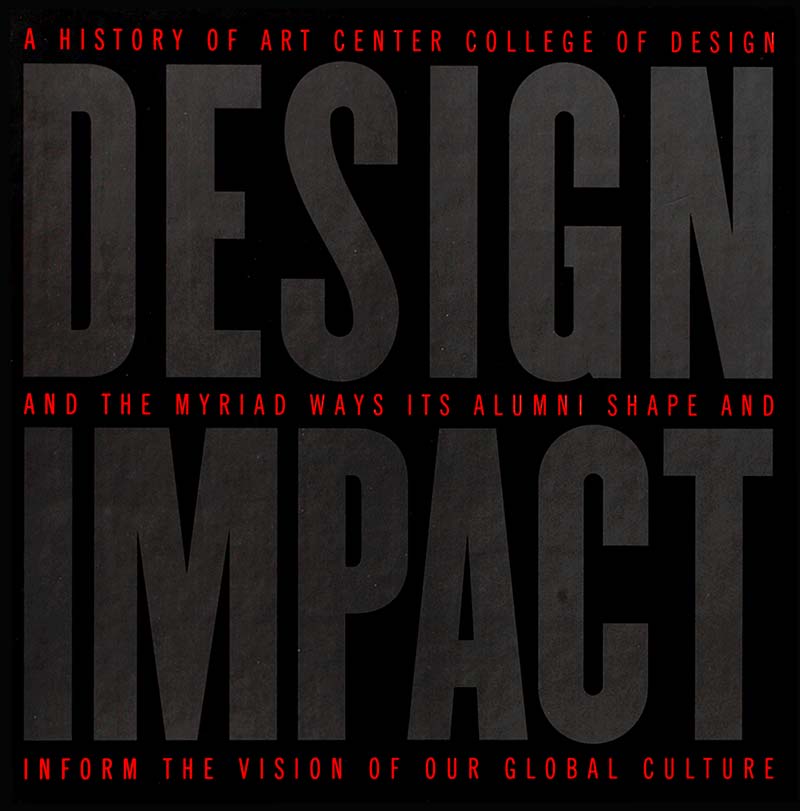 A HISTORY OF ART CENTER COLLEGE OF DESIGN
DESIGN
AND THE MYRIAD WAYS ITS ALUMNI SHAPE AND
IMPACT
INFORM THE VISION OF OUR GLOBAL CULTURE